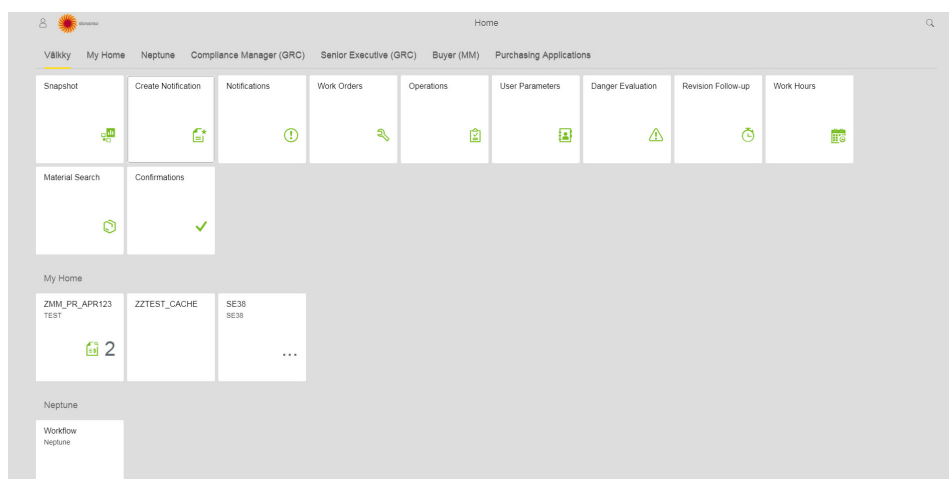 Home
Välkky My Home Neptune Compliance Manager (GRC) Senior Executive (GRC) Buyer (MM) Purchasing Applications
Snapshot
Create Notification
Notifications
Work Orders
Operations
User Parameters
Danger Evaluation
Revision Follow-up
Work Hours
Material Search
Confirmations
My Home
ZMM_PR_APR123
TEST
2
ZZTEST_CACHE
SE38
SE38
...
Neptune
Workflow
Neptune